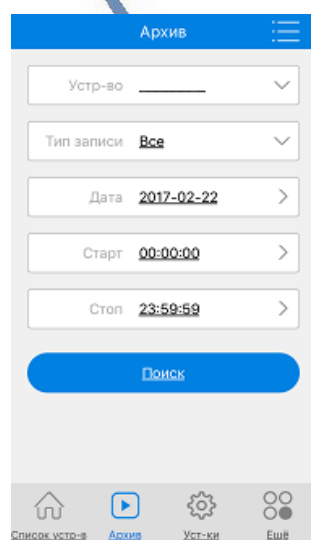 Архив
Устр-во ________
Тип записи Все
Дата 2017-02-22
Старт 00:00:00
Стоп 23:59:59
Поиск
Список устр-в Архив Уст-ки Ещё